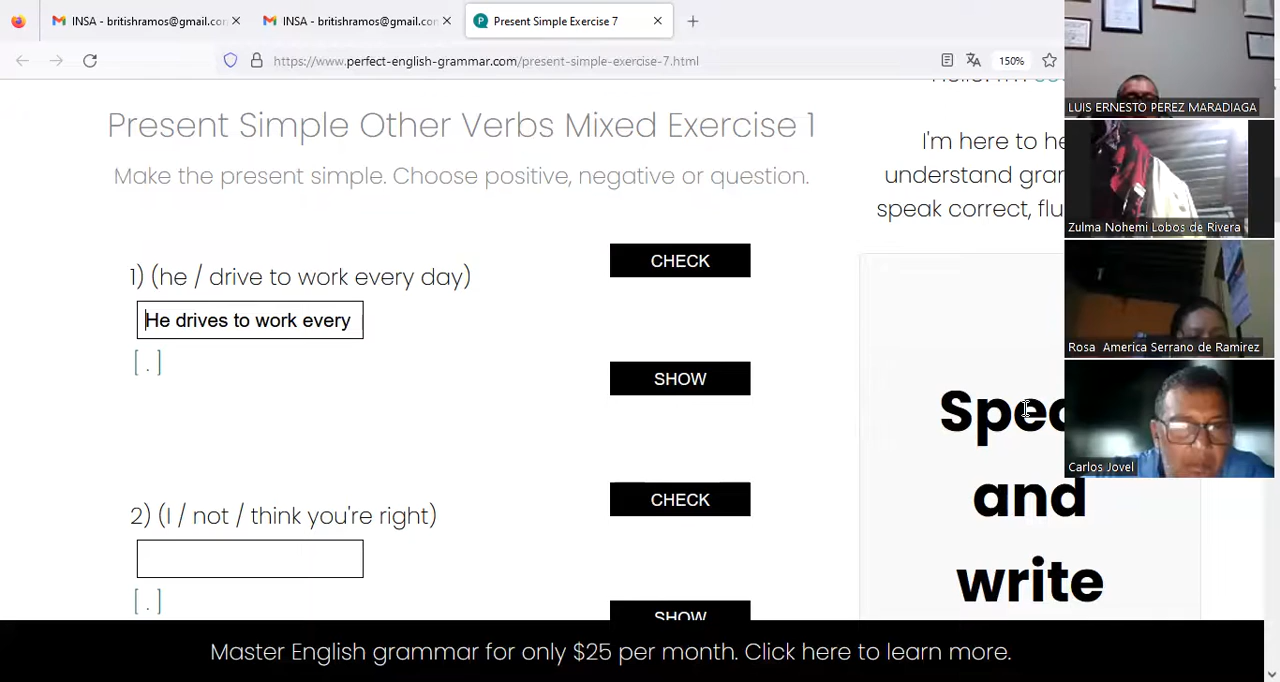 INSA - britishramos@gmail.con
INSA - britishramos@gmail.con
Present Simple Exercise 7
https://www.perfect-english-grammar.com/present-simple-exercise-7.html
150%
Present Simple Other Verbs Mixed Exercise 1
Make the present simple. Choose positive, negative or question.
1) (he / drive to work every day)
He drives to work every
[ . ]
CHECK
SHOW
2) (I / not / think you're right)
[ . ]
CHECK
SHOW
I'm here to he
understand gran
speak correct, flu
Spea
and
write
LUIS ERNESTO PEREZ MARADIAGA
Zulma Nohemi Lobos de Rivera
Rosa America Serrano de Ramirez
Carlos Jovel
Master English grammar for only $25 per month. Click here to learn more.